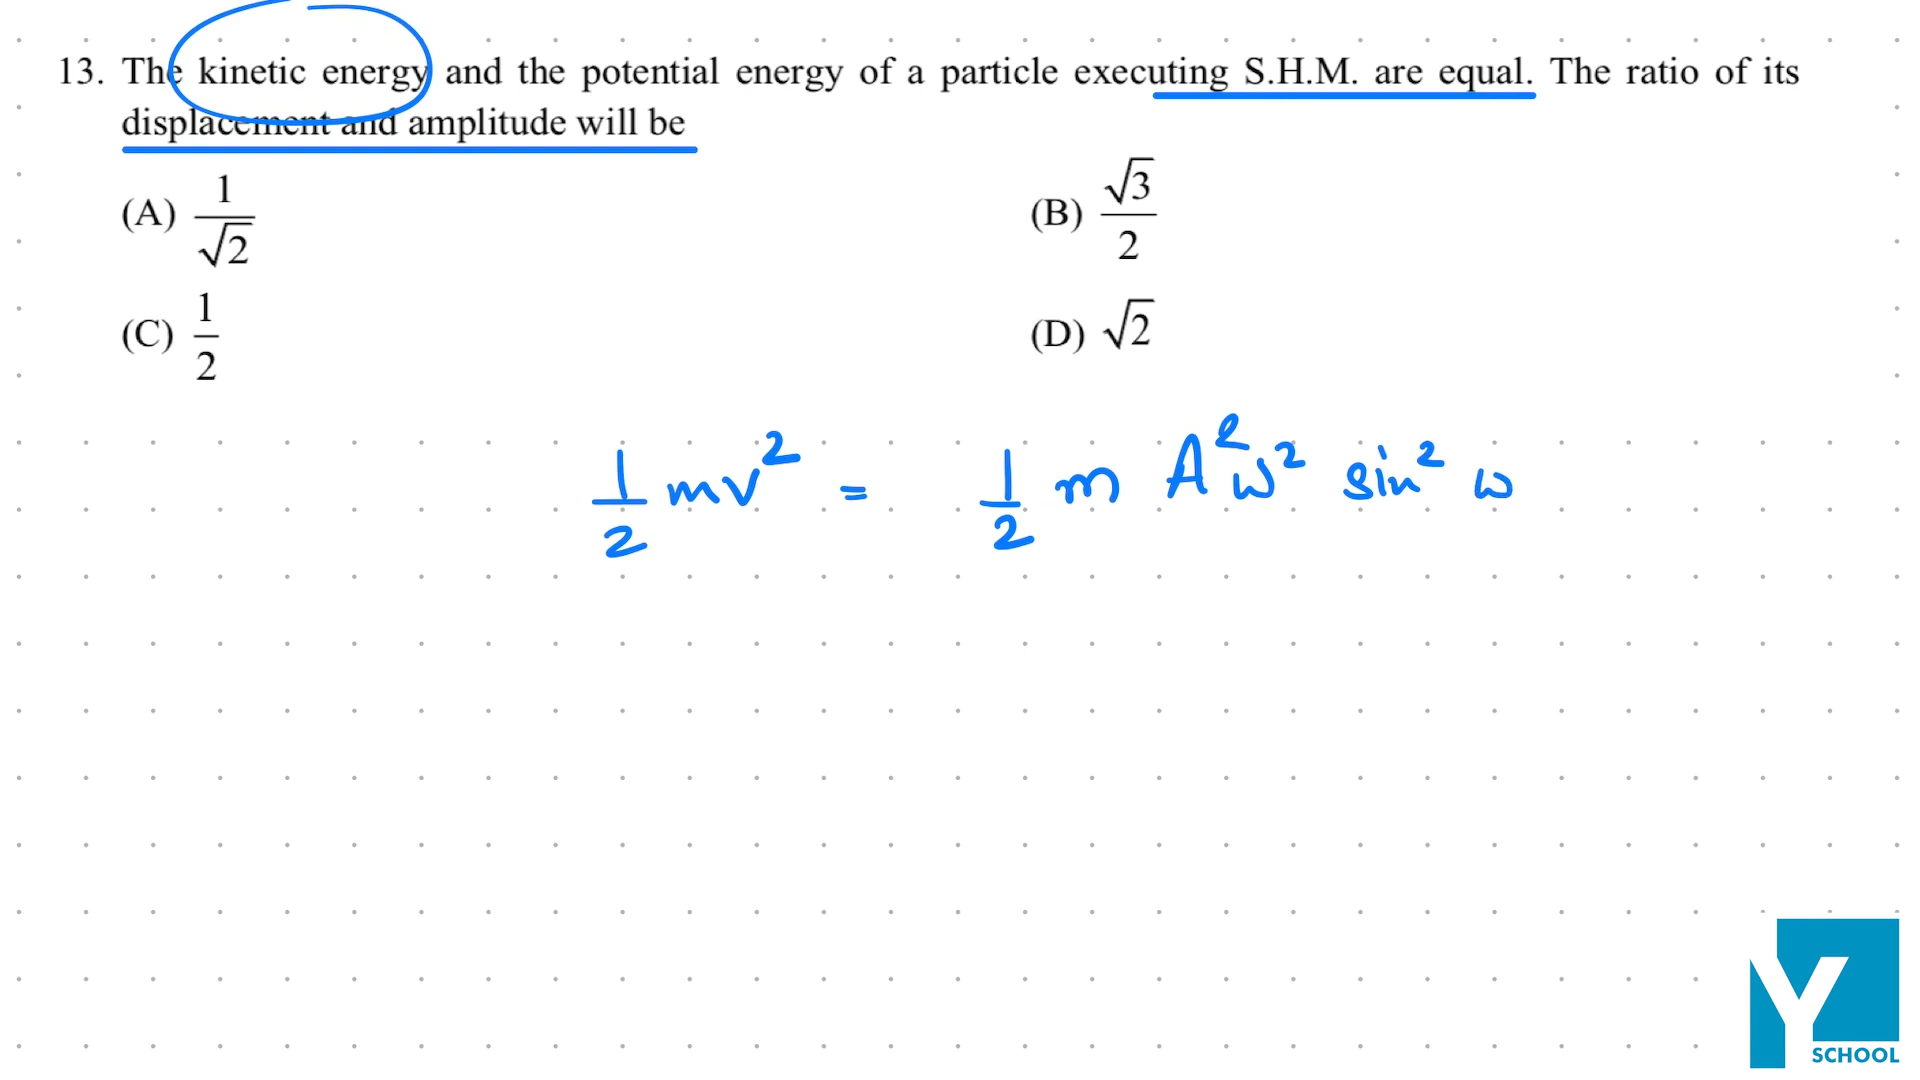 13. The kinetic energy and the potential energy of a particle executing S.H.M. are equal. The ratio of its
displacement and amplitude will be
(A) 1/√2
(B) √3/2
(C) 1/2
(D) √2
1/2 mv² = 1/2 m A²ω² sin² ω
Y SCHOOL